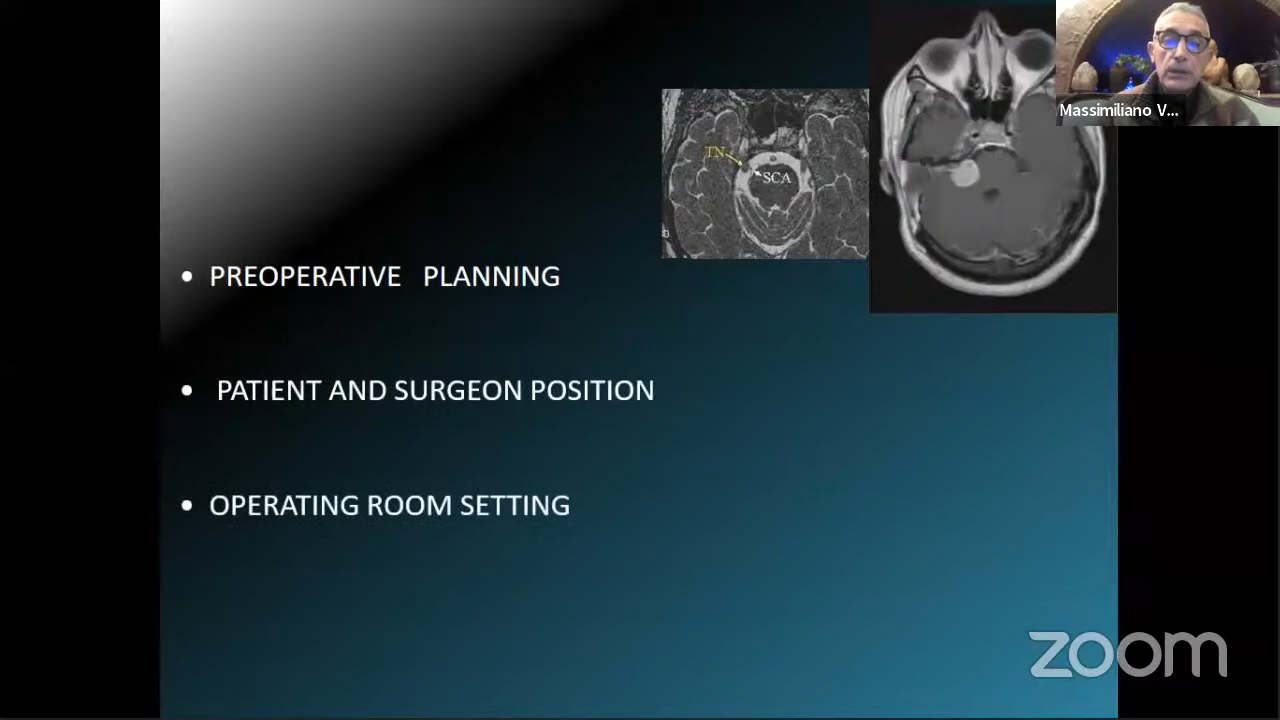 TN
SCA
Massimiliano V...
• PREOPERATIVE PLANNING
• PATIENT AND SURGEON POSITION
• OPERATING ROOM SETTING
zoom